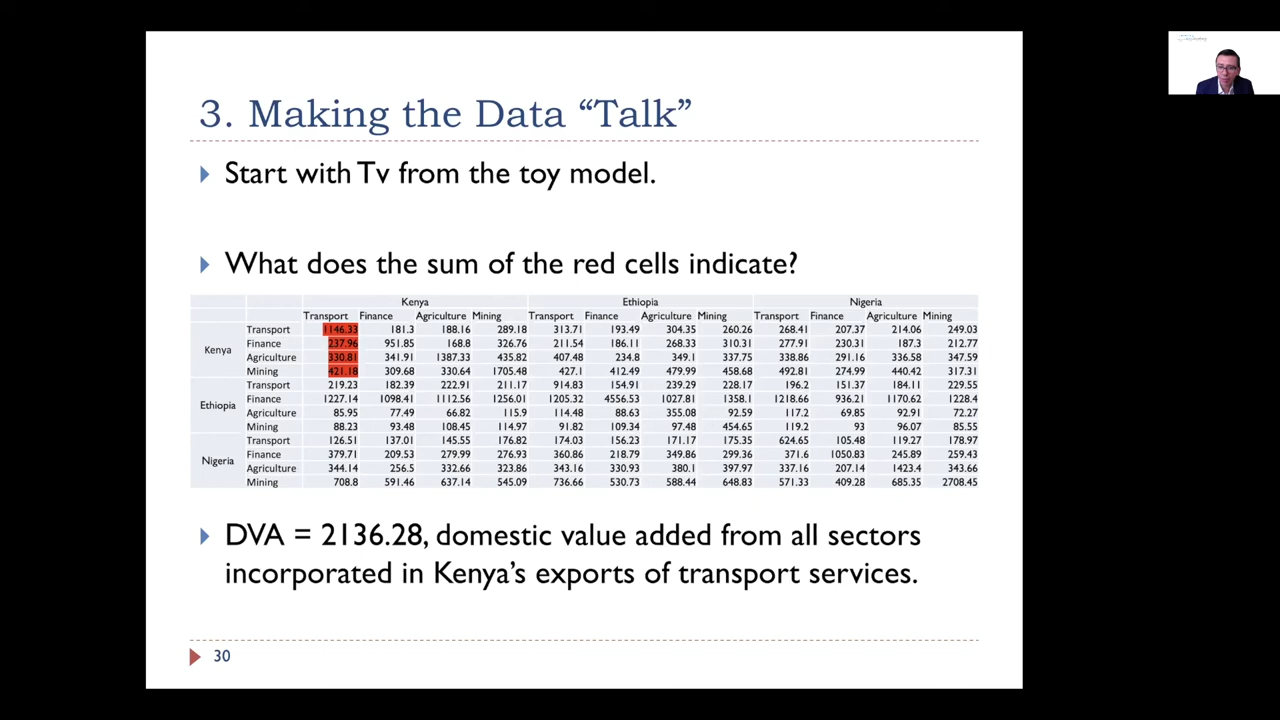 3. Making the Data “Talk”
Start with Tv from the toy model.
What does the sum of the red cells indicate?
Kenya Ethiopia Nigeria
Transport Finance Agriculture Mining Transport Finance Agriculture Mining Transport Finance Agriculture Mining
Kenya
Transport 1146.33 181.3 188.16 289.18 313.71 193.49 304.35 260.26 268.41 207.37 214.06 249.03
Finance 237.96 951.85 168.8 326.76 211.54 186.11 268.33 310.31 277.91 230.31 187.3 212.77
Agriculture 330.81 341.91 1387.33 435.82 407.48 234.8 349.1 337.75 338.86 291.16 336.58 347.59
Mining 421.18 309.68 330.64 1705.48 427.1 412.49 479.99 458.68 492.81 274.99 440.42 317.31
Ethiopia
Transport 219.23 182.39 222.91 211.17 914.83 154.91 239.29 228.17 196.2 151.37 184.11 229.55
Finance 1227.14 1098.41 1112.56 1256.01 1205.32 4556.53 1027.81 1358.1 1218.66 936.21 1170.62 1228.4
Agriculture 85.95 77.49 66.82 115.9 114.48 88.63 355.08 92.59 117.2 69.85 92.91 72.27
Mining 88.23 93.48 108.45 114.97 91.82 109.34 97.48 454.65 119.2 93 96.07 85.55
Nigeria
Transport 126.51 137.01 145.55 176.82 174.03 156.23 171.17 175.35 624.65 105.48 119.27 178.97
Finance 379.71 209.53 279.99 276.93 360.86 218.79 349.86 299.36 371.6 1050.83 245.89 259.43
Agriculture 344.14 256.5 332.66 323.86 343.16 330.93 380.1 397.97 337.16 207.14 1423.4 343.66
Mining 708.8 591.46 637.14 545.09 736.66 530.73 588.44 648.83 571.33 409.28 685.35 2708.45
DVA = 2136.28, domestic value added from all sectors
incorporated in Kenya’s exports of transport services.
30